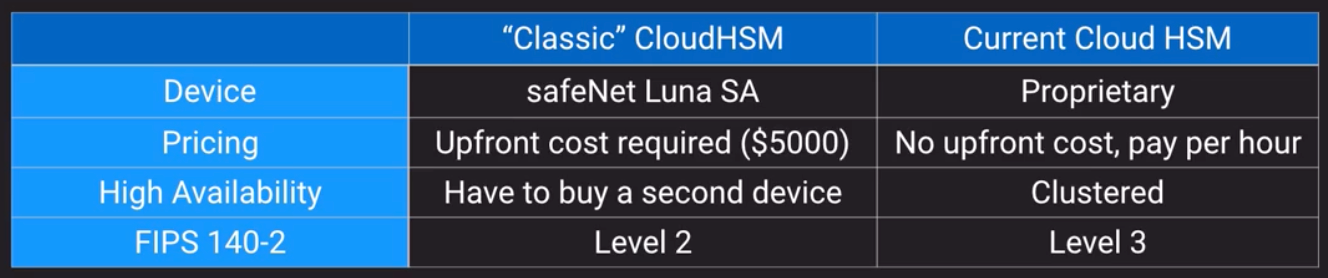 "Classic" CloudHSM Current Cloud HSM
Device safeNet Luna SA Proprietary
Pricing Upfront cost required ($5000) No upfront cost, pay per hour
High Availability Have to buy a second device Clustered
FIPS 140-2 Level 2 Level 3